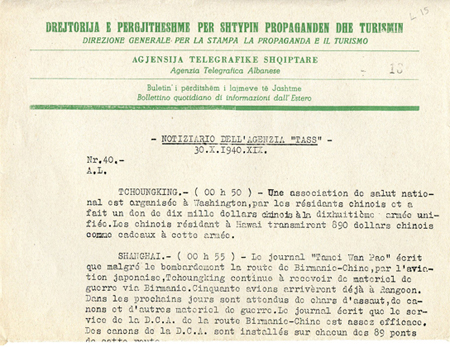 L 15
DREJTORIJA E PERGJITHESHME PER SHTYPIN PROPAGANDEN DHE TURISMIN
DIREZIONE GENERALE PER LA STAMPA LA PROPAGANDA E IL TURISMO
AGJENSIJA TELEGRAFIKE SHQIPTARE
Agenzia Telegrafica Albanese
Buletin' i përditshëm i lajmeve të Jashtme
Bollettino quotidiano di informazioni dall'Estero
- NOTIZIARIO DELL'AGENZIA "TASS" -
30.X.1940.XIX.
Nr.40.-
A.L.
TCHOUNGKING.- ( 00 h 50 ) - Une association de salut natio-
nal est organisée à Washington,par les résidants chinois et a
fait un don de dix mille dollars chinois à la dixhuitième armée uni-
fiée.Les chinois résidant à Hawai transmiront 890 dollars chinois
comme cadeaux à cette armée.
SHANGHAI.- ( 00 h 55 ) - Le journal "Tamei Wan Pao" écrit
que malgré le bombardement la route de Birmanie-Chine,par l'avia-
tion japonaise,Tchoungking continue à recevoir de materiel de
guerre via Birmanie.Cinquante avions arrivèrent déjà à Rangoon.
Dans les prochains jours sont attendus de chars d'assaut,de ca-
nons et d'autres materiel de guerre.Le journal écrit que le ser-
vice de la D.C.A. de la route Birmanie-Chine est assez efficace.
Des canons de la D.C.A. sont installés sur chacun des 89 ponts
de cette route